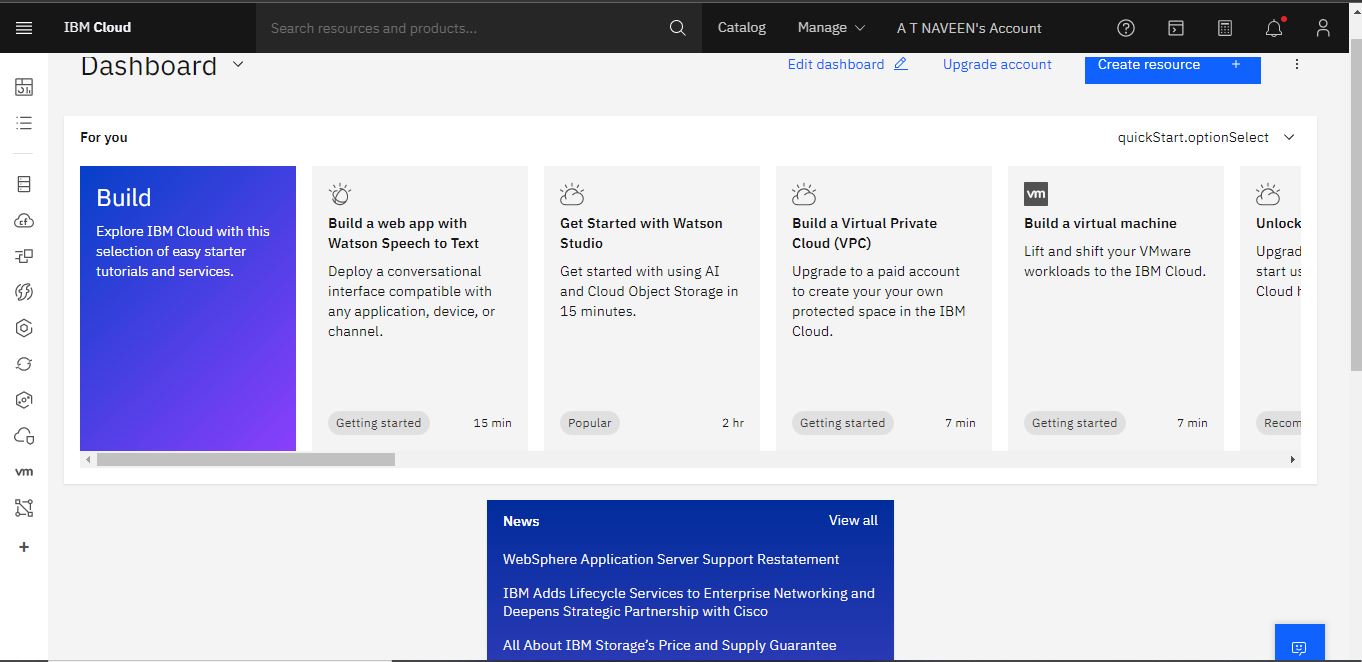 IBM Cloud
Search resources and products...
Catalog
Manage
A T NAVEEN's Account
Dashboard
Edit dashboard
Upgrade account
Create resource +
For you
quickStart.optionSelect
Build
Explore IBM Cloud with this
selection of easy starter
tutorials and services.
Build a web app with
Watson Speech to Text
Deploy a conversational
interface compatible with
any application, device, or
channel.
Getting started
15 min
Get Started with Watson
Studio
Get started with using AI
and Cloud Object Storage in
15 minutes.
Popular
2 hr
Build a Virtual Private
Cloud (VPC)
Upgrade to a paid account
to create your your own
protected space in the IBM
Cloud.
Getting started
7 min
vm
Build a virtual machine
Lift and shift your VMware
workloads to the IBM Cloud.
Getting started
7 min
Unlock
Upgrad
start us
Cloud h
Recom
vm
News
View all
WebSphere Application Server Support Restatement
IBM Adds Lifecycle Services to Enterprise Networking and
Deepens Strategic Partnership with Cisco
All About IBM Storage's Price and Supply Guarantee